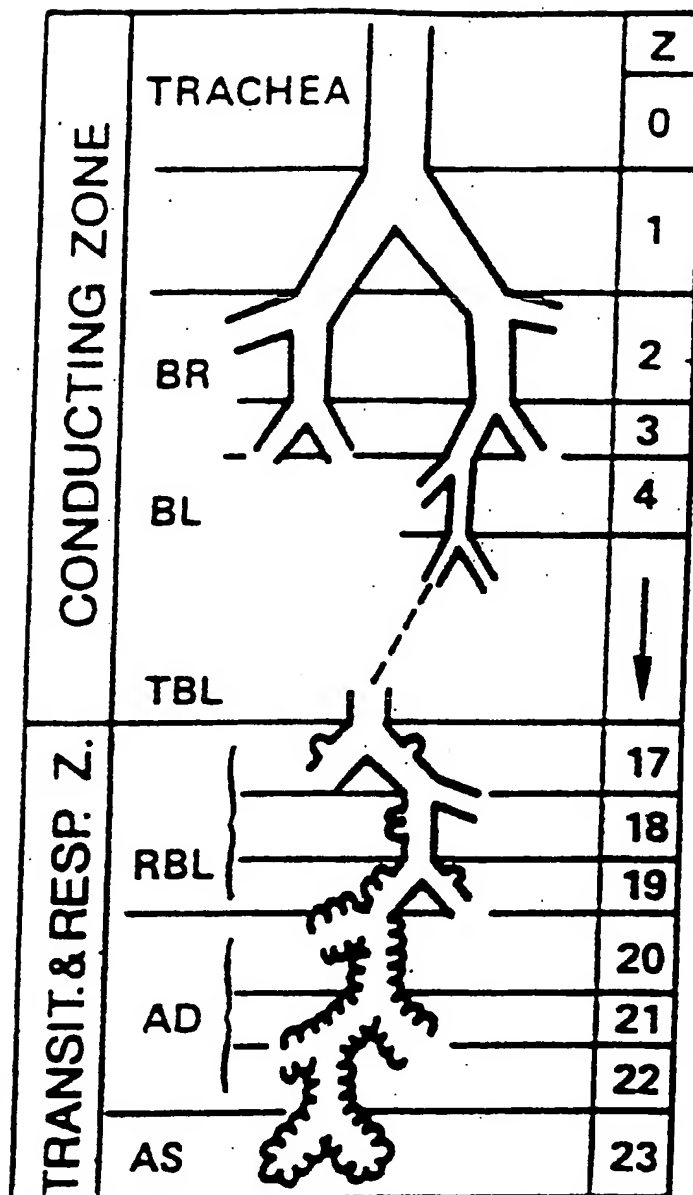 Z
TRACHEA
0
1
BR
2
3
BL
4
TBL
CONDUCTING ZONE
17
18
RBL
19
20
AD
21
22
AS
23
TRANSIT.& RESP. Z.